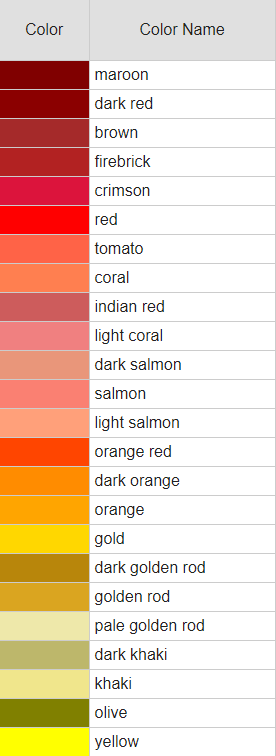 Color Color Name
maroon
dark red
brown
firebrick
crimson
red
tomato
coral
indian red
light coral
dark salmon
salmon
light salmon
orange red
dark orange
orange
gold
dark golden rod
golden rod
pale golden rod
dark khaki
khaki
olive
yellow